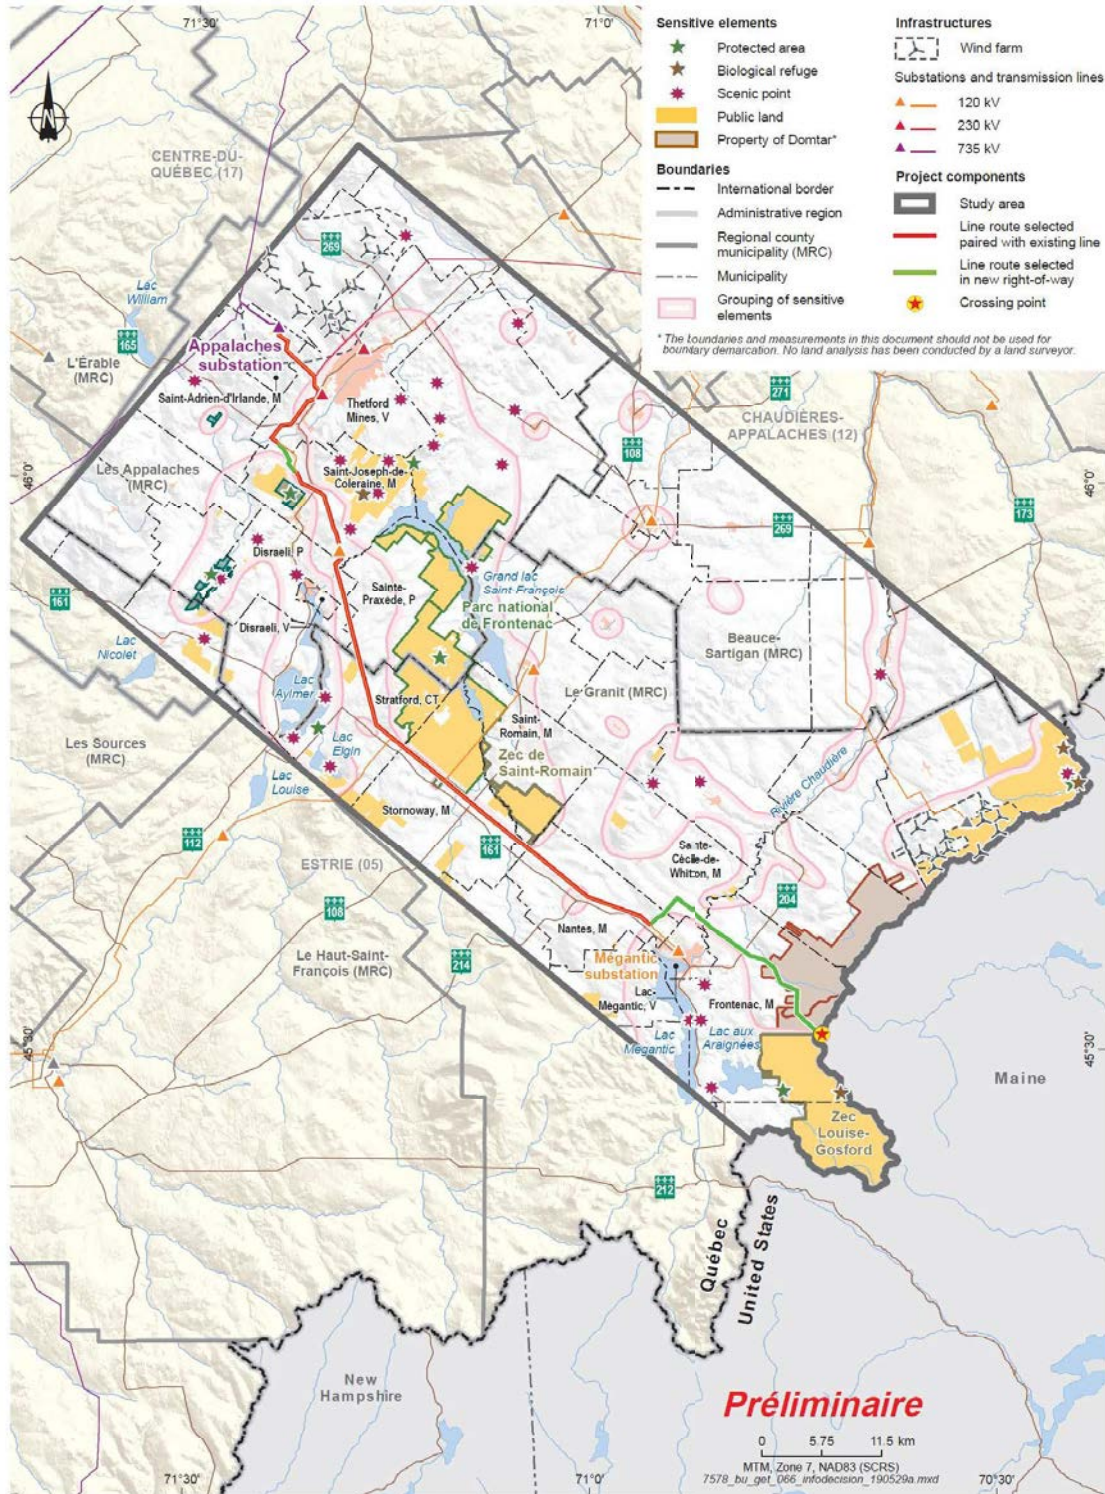 71°30'
71°0'
Sensitive elements
Protected area
Biological refuge
Scenic point
Public land
Property of Domtar*
Boundaries
International border
Administrative region
Regional county
municipality (MRC)
Municipality
Grouping of sensitive
elements
Infrastructures
Wind farm
Substations and transmission lines
120 kV
230 kV
735 kV
Project components
Study area
Line route selected
paired with existing line
Line route selected
in new right-of-way
Crossing point
* The boundaries and measurements in this document should not be used for
boundary demarcation. No land analysis has been conducted by a land surveyor.
N
CENTRE-DU-
QUÉBEC (17)
269
Lac
William
165
L'Érable
(MRC)
Appalaches
substation
Saint-Adrien-d'Irlande, M
Thetford
Mines, V
271
CHAUDIÈRES-
APPALACHES (12)
108
46°0'
Les Appalaches
(MRC)
Saint-Joseph-de-
Coleraine, M
46°0'
173
269
Disraeli, P
Sainte-
Praxède, P
Grand lac
Saint François
Parc national
de Frontenac
161
Disraeli, V
Lac
Nicolet
Beauce-
Sartigan (MRC)
Lac
Aylmer
Stratford, CT
Le Granit (MRC)
Saint-
Romain, M
Les Sources
(MRC)
Lac
Elgin
Lac
Louise
Zec de
Saint-Romain
Rivière Chaudière
Stornoway, M
112
161
ESTRIE (05)
Sainte-
Cécile-de-
Whitton, M
108
204
Le Haut-Saint-
François (MRC)
214
Nantes, M
Mégantic
substation
Lac-
Mégantic, V
Frontenac, M
Lac
Mégantic
Lac aux
Araignées
45°30'
45°30'
Maine
Zec
Louise-
Gosford
212
Québec
United States
New
Hampshire
Préliminaire
0 5.75 11.5 km
MTM, Zone 7, NAD83 (SCRS)
7578_bu_get_066_infodecision_190529a.mxd
71°30'
71°0'
70°30'